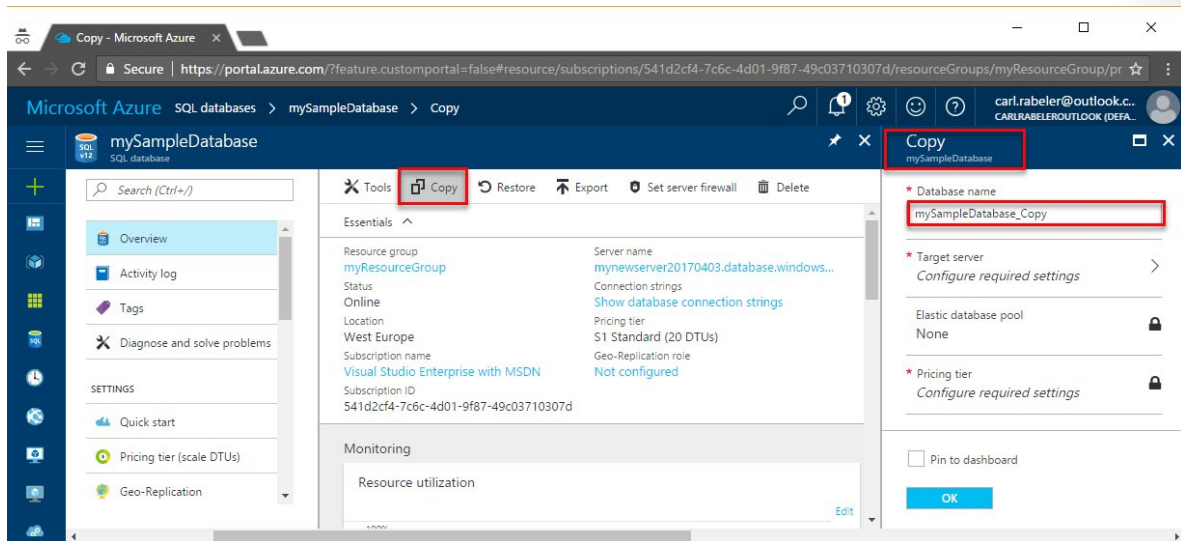 Copy - Microsoft Azure
Secure | https://portal.azure.com/?feature.customportal=false#resource/subscriptions/541d2cf4-7c6c-4d01-9f87-49c03710307d/resourceGroups/myResourceGroup/pr
Microsoft Azure SQL databases > mySampleDatabase > Copy
1
carl.rabeler@outlook.c...
CARLRABELEROUTLOOK (DEFA...
SQL v12
mySampleDatabase
SQL database
Search (Ctrl+/)
Overview
Activity log
Tags
Diagnose and solve problems
SETTINGS
Quick start
Pricing tier (scale DTUs)
Geo-Replication
Tools Copy Restore Export Set server firewall Delete
Essentials
Resource group
myResourceGroup
Status
Online
Location
West Europe
Subscription name
Visual Studio Enterprise with MSDN
Subscription ID
541d2cf4-7c6c-4d01-9f87-49c03710307d
Server name
mynewserver20170403.database.windows...
Connection strings
Show database connection strings
Pricing tier
S1 Standard (20 DTUs)
Geo-Replication role
Not configured
Monitoring
Resource utilization
Edit
100%
Copy
mySampleDatabase
* Database name
mySampleDatabase_Copy
* Target server
Configure required settings
Elastic database pool
None
* Pricing tier
Configure required settings
Pin to dashboard
OK